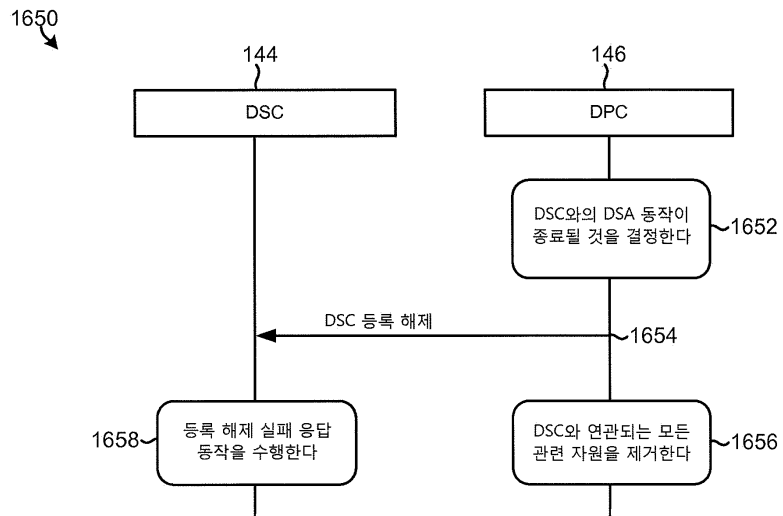 1650
144
146
DSC
DPC
DSC와의 DSA 동작이
종료될 것을 결정한다
1652
DSC 등록 해제
1654
1658
등록 해제 실패 응답
동작을 수행한다
DSC와 연관되는 모든
관련 자원을 제거한다
1656